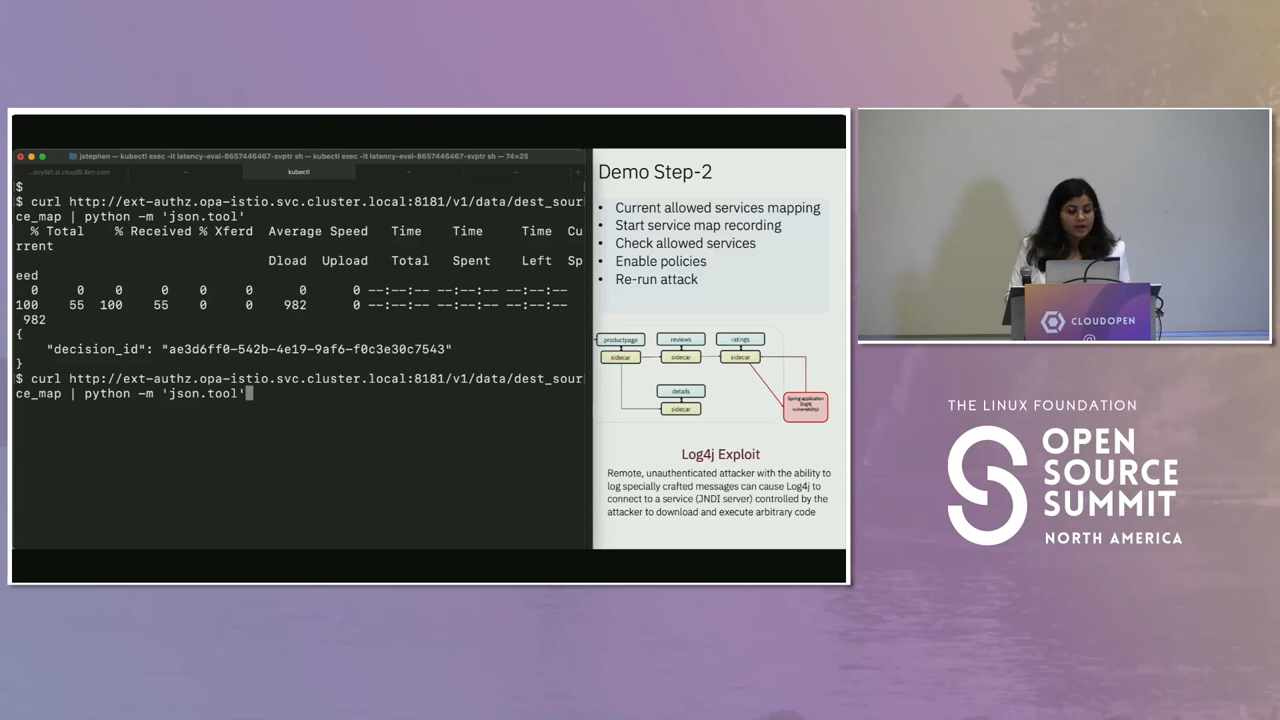 jstephen — kubectl exec -it latency-eval-8657446467-svptr sh — kubectl exec -it latency-eval-8657446467-svptr sh — 74×25
kubectl
$
$ curl http://ext-authz.opa-istio.svc.cluster.local:8181/v1/data/dest_sour
ce_map | python -m 'json.tool'
% Total % Received % Xferd Average Speed Time Time Time Cu
rrent
Dload Upload Total Spent Left Sp
eed
0 0 0 0 0 0 0 0 --:--:-- --:--:-- --:--:--
100 55 100 55 0 0 982 0 --:--:-- --:--:-- --:--:--
982
{
"decision_id": "ae3d6ff0-542b-4e19-9af6-f0c3e30c7543"
}
$ curl http://ext-authz.opa-istio.svc.cluster.local:8181/v1/data/dest_sour
ce_map | python -m 'json.tool'
Demo Step-2
• Current allowed services mapping
• Start service map recording
• Check allowed services
• Enable policies
• Re-run attack
productpage reviews ratings
sidecar sidecar sidecar
details
sidecar
Spring application
(log4j
vulnerability)
Log4j Exploit
Remote, unauthenticated attacker with the ability to
log specially crafted messages can cause Log4j to
connect to a service (JNDI server) controlled by the
attacker to download and execute arbitrary code
CLOUDOPEN
THE LINUX FOUNDATION
OPEN
SOURCE
SUMMIT
NORTH AMERICA